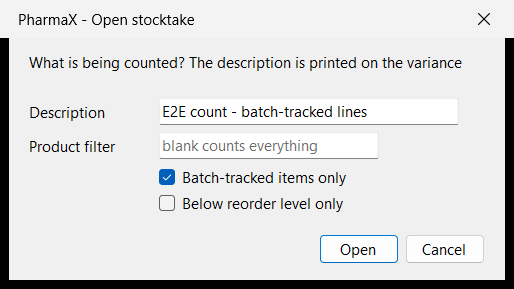 PharmaX - Open stocktake
What is being counted? The description is printed on the variance
Description
E2E count - batch-tracked lines
Product filter
blank counts everything
Batch-tracked items only
Below reorder level only
Open
Cancel